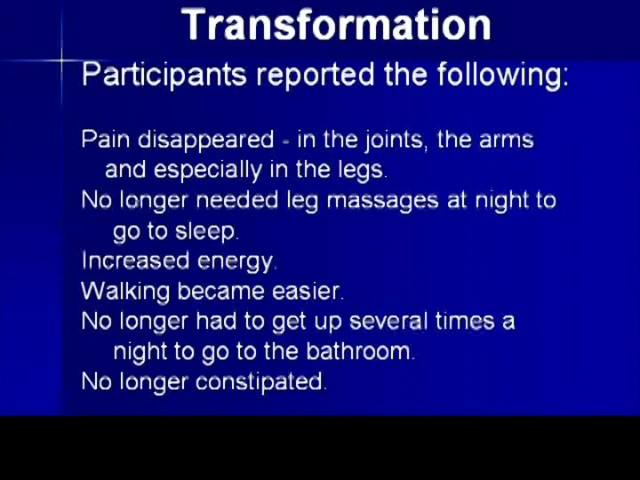 Transformation
Participants reported the following:
Pain disappeared - in the joints, the arms
and especially in the legs.
No longer needed leg massages at night to
go to sleep.
Increased energy.
Walking became easier.
No longer had to get up several times a
night to go to the bathroom.
No longer constipated.